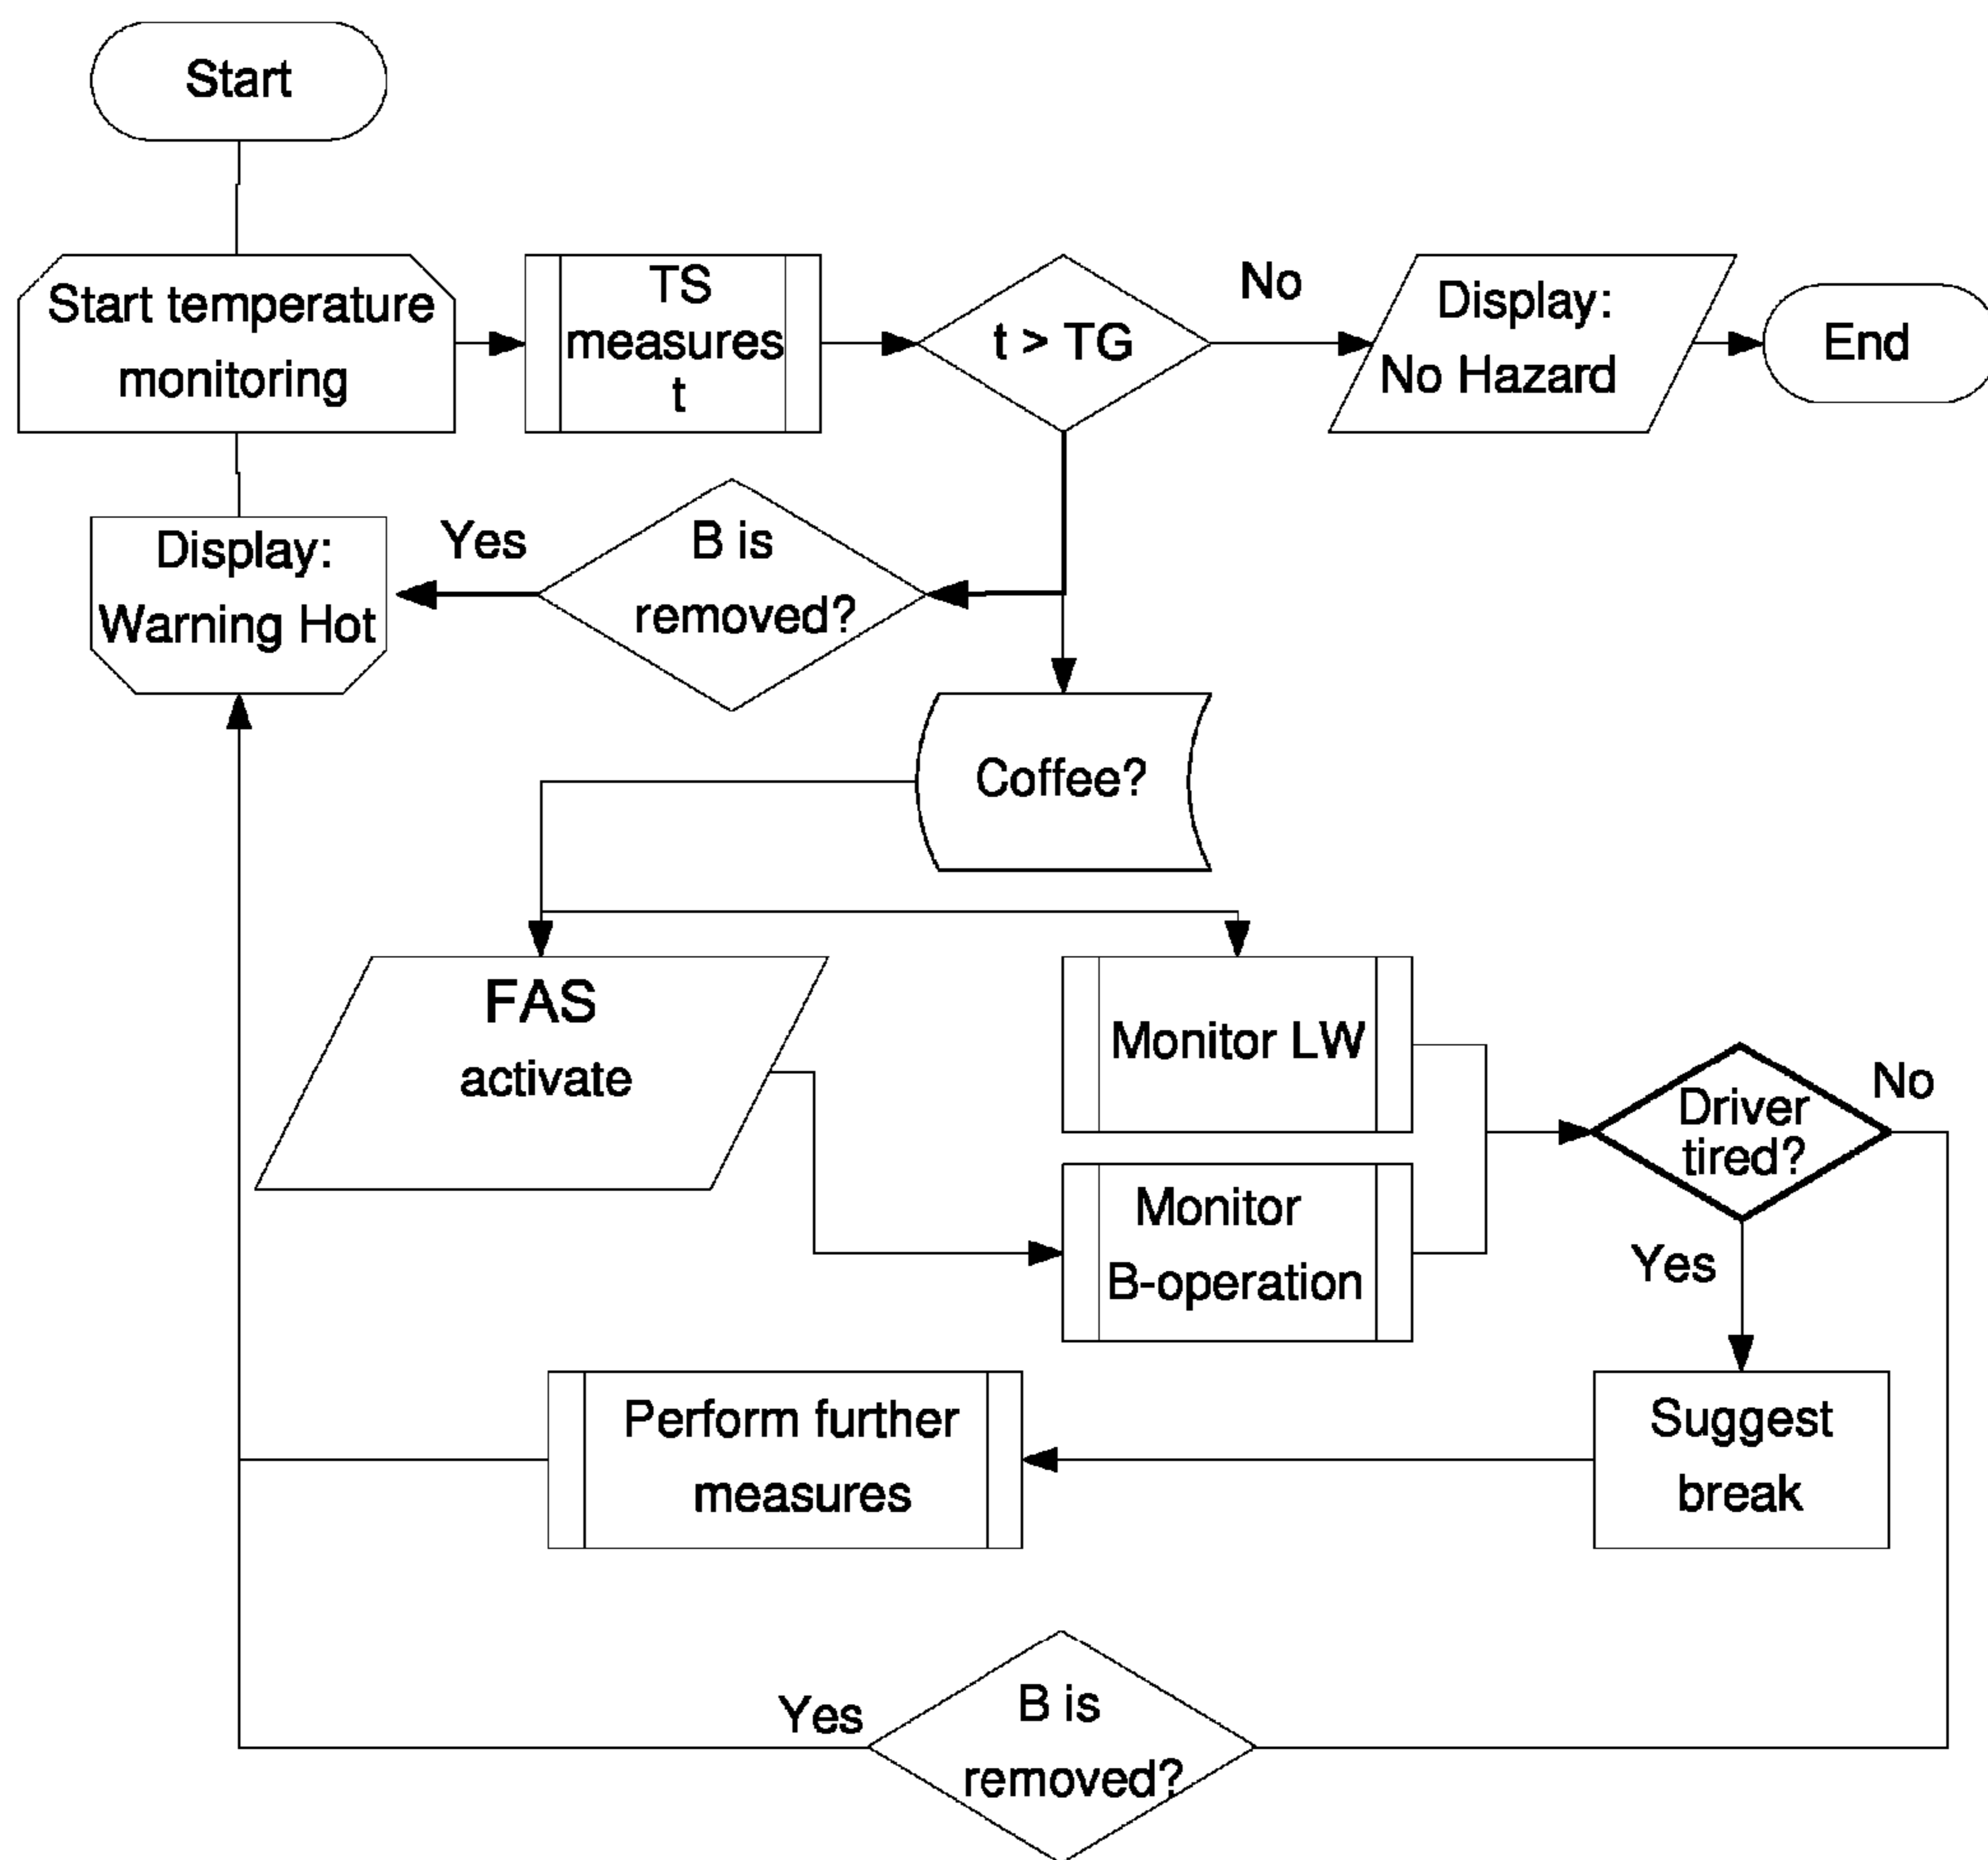 Start
Start temperature
monitoring
TS
measures
t
t > TG
No
Display:
No Hazard
End
Display:
Warning Hot
Yes
B is
removed?
Coffee?
FAS
activate
Monitor LW
Monitor
B-operation
Driver
tired?
No
Yes
Suggest
break
Perform further
measures
Yes
B is
removed?